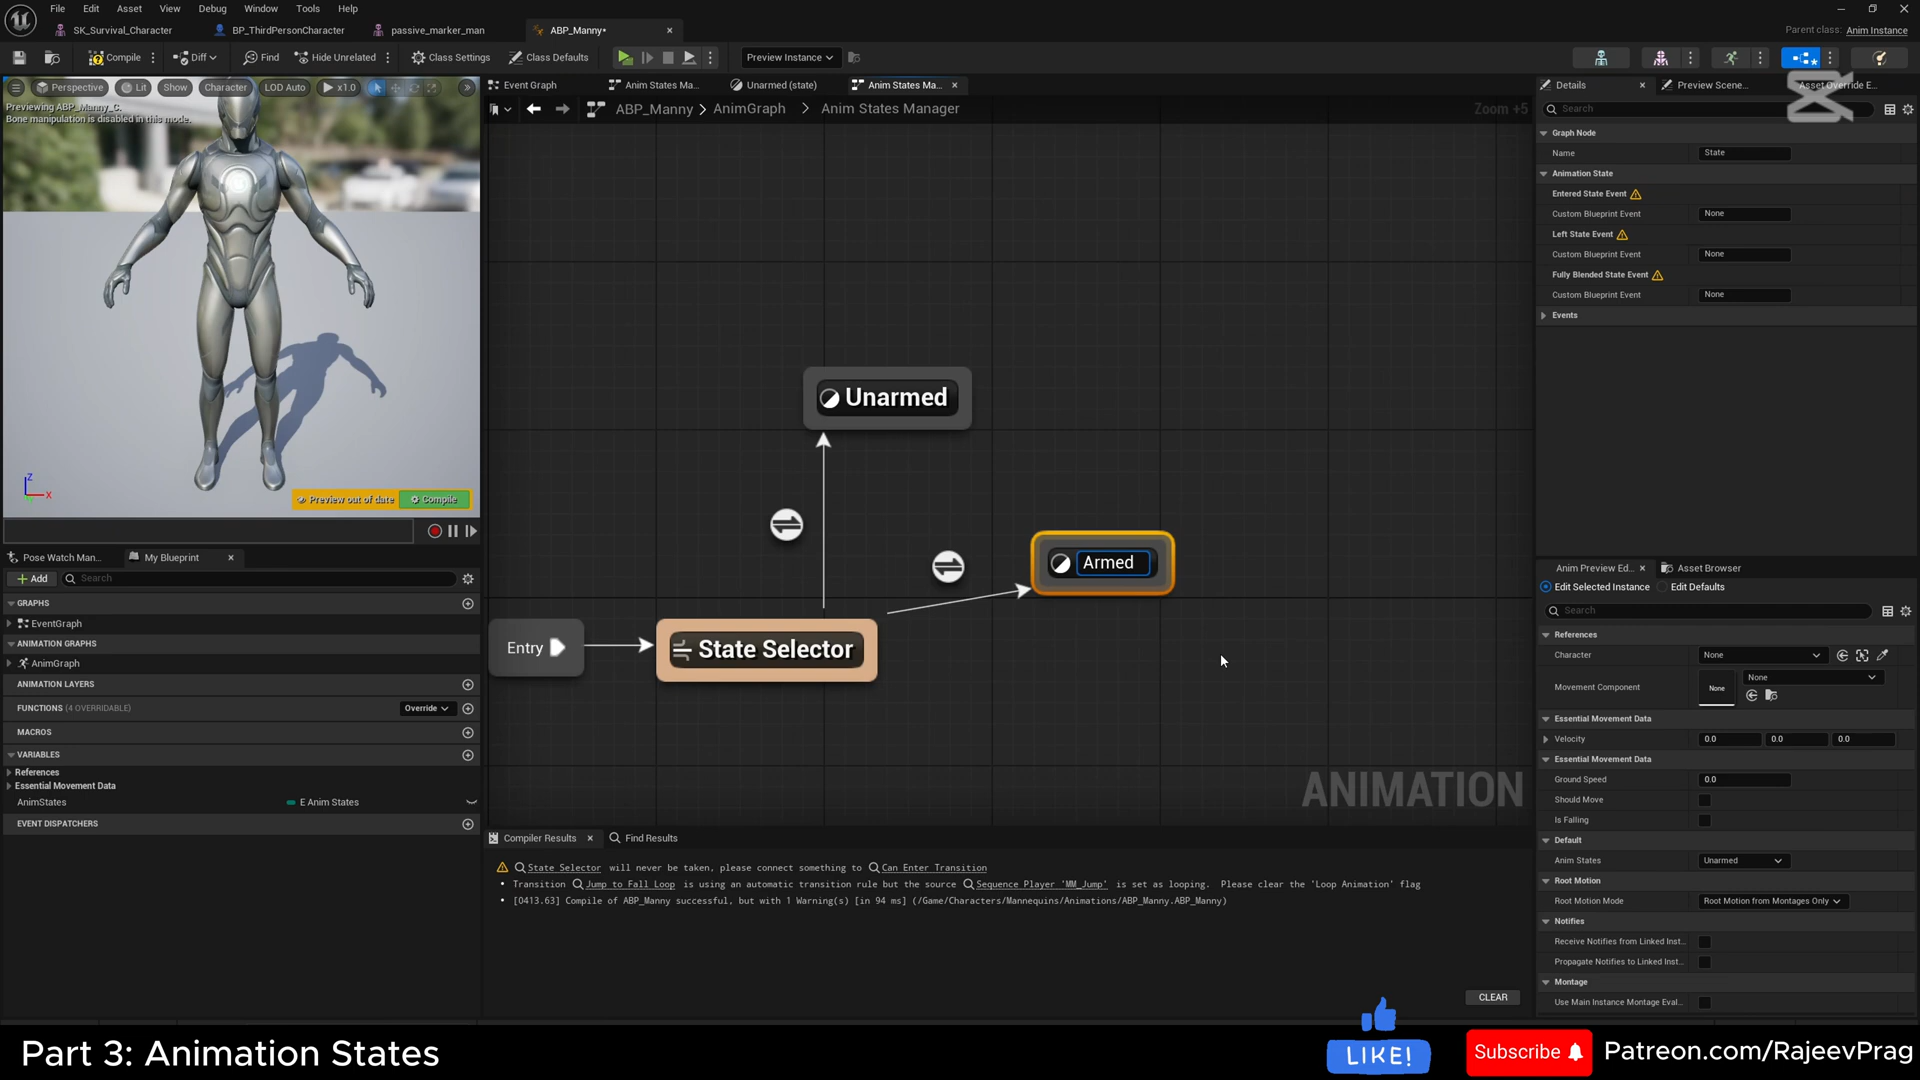 File Edit Asset View Debug Window Tools Help
SK_Survival_Character BP_ThirdPersonCharacter passive_marker_man ABP_Manny•
Parent class: Anim Instance
Compile Diff Find Hide Unrelated Class Settings Class Defaults Preview Instance
Perspective Lit Show Character LOD Auto x1.0
Previewing ABP_Manny_C.
Bone manipulation is disabled in this mode.
Z
X
Preview out of date Compile
Event Graph Anim States Ma... Unarmed (state) Anim States Ma...
ABP_Manny > AnimGraph > Anim States Manager
Zoom +5
Unarmed
Armed
Entry
State Selector
ANIMATION
Pose Watch Man... My Blueprint
Add Search
GRAPHS
EventGraph
ANIMATION GRAPHS
AnimGraph
ANIMATION LAYERS
FUNCTIONS (4 OVERRIDABLE) Override
MACROS
VARIABLES
References
Essential Movement Data
AnimStates E Anim States
EVENT DISPATCHERS
Compiler Results Find Results
State Selector will never be taken, please connect something to Can Enter Transition
• Transition Jump to Fall Loop is using an automatic transition rule but the source Sequence Player 'MM_Jump' is set as looping. Please clear the 'Loop Animation' flag
• [0413.63] Compile of ABP_Manny successful, but with 1 Warning(s) [in 94 ms] (/Game/Characters/Mannequins/Animations/ABP_Manny.ABP_Manny)
CLEAR
Details Preview Scene... Asset Override E...
Search
Graph Node
Name State
Animation State
Entered State Event
Custom Blueprint Event None
Left State Event
Custom Blueprint Event None
Fully Blended State Event
Custom Blueprint Event None
Events
Anim Preview Ed... Asset Browser
Edit Selected Instance Edit Defaults
Search
References
Character None
Movement Component None None
Essential Movement Data
Velocity 0.0 0.0 0.0
Essential Movement Data
Ground Speed 0.0
Should Move
Is Falling
Default
Anim States Unarmed
Root Motion
Root Motion Mode Root Motion from Montages Only
Notifies
Receive Notifies from Linked Inst...
Propagate Notifies to Linked Inst...
Montage
Use Main Instance Montage Eval...
Part 3: Animation States
LIKE!
Subscribe
Patreon.com/RajeevPrag